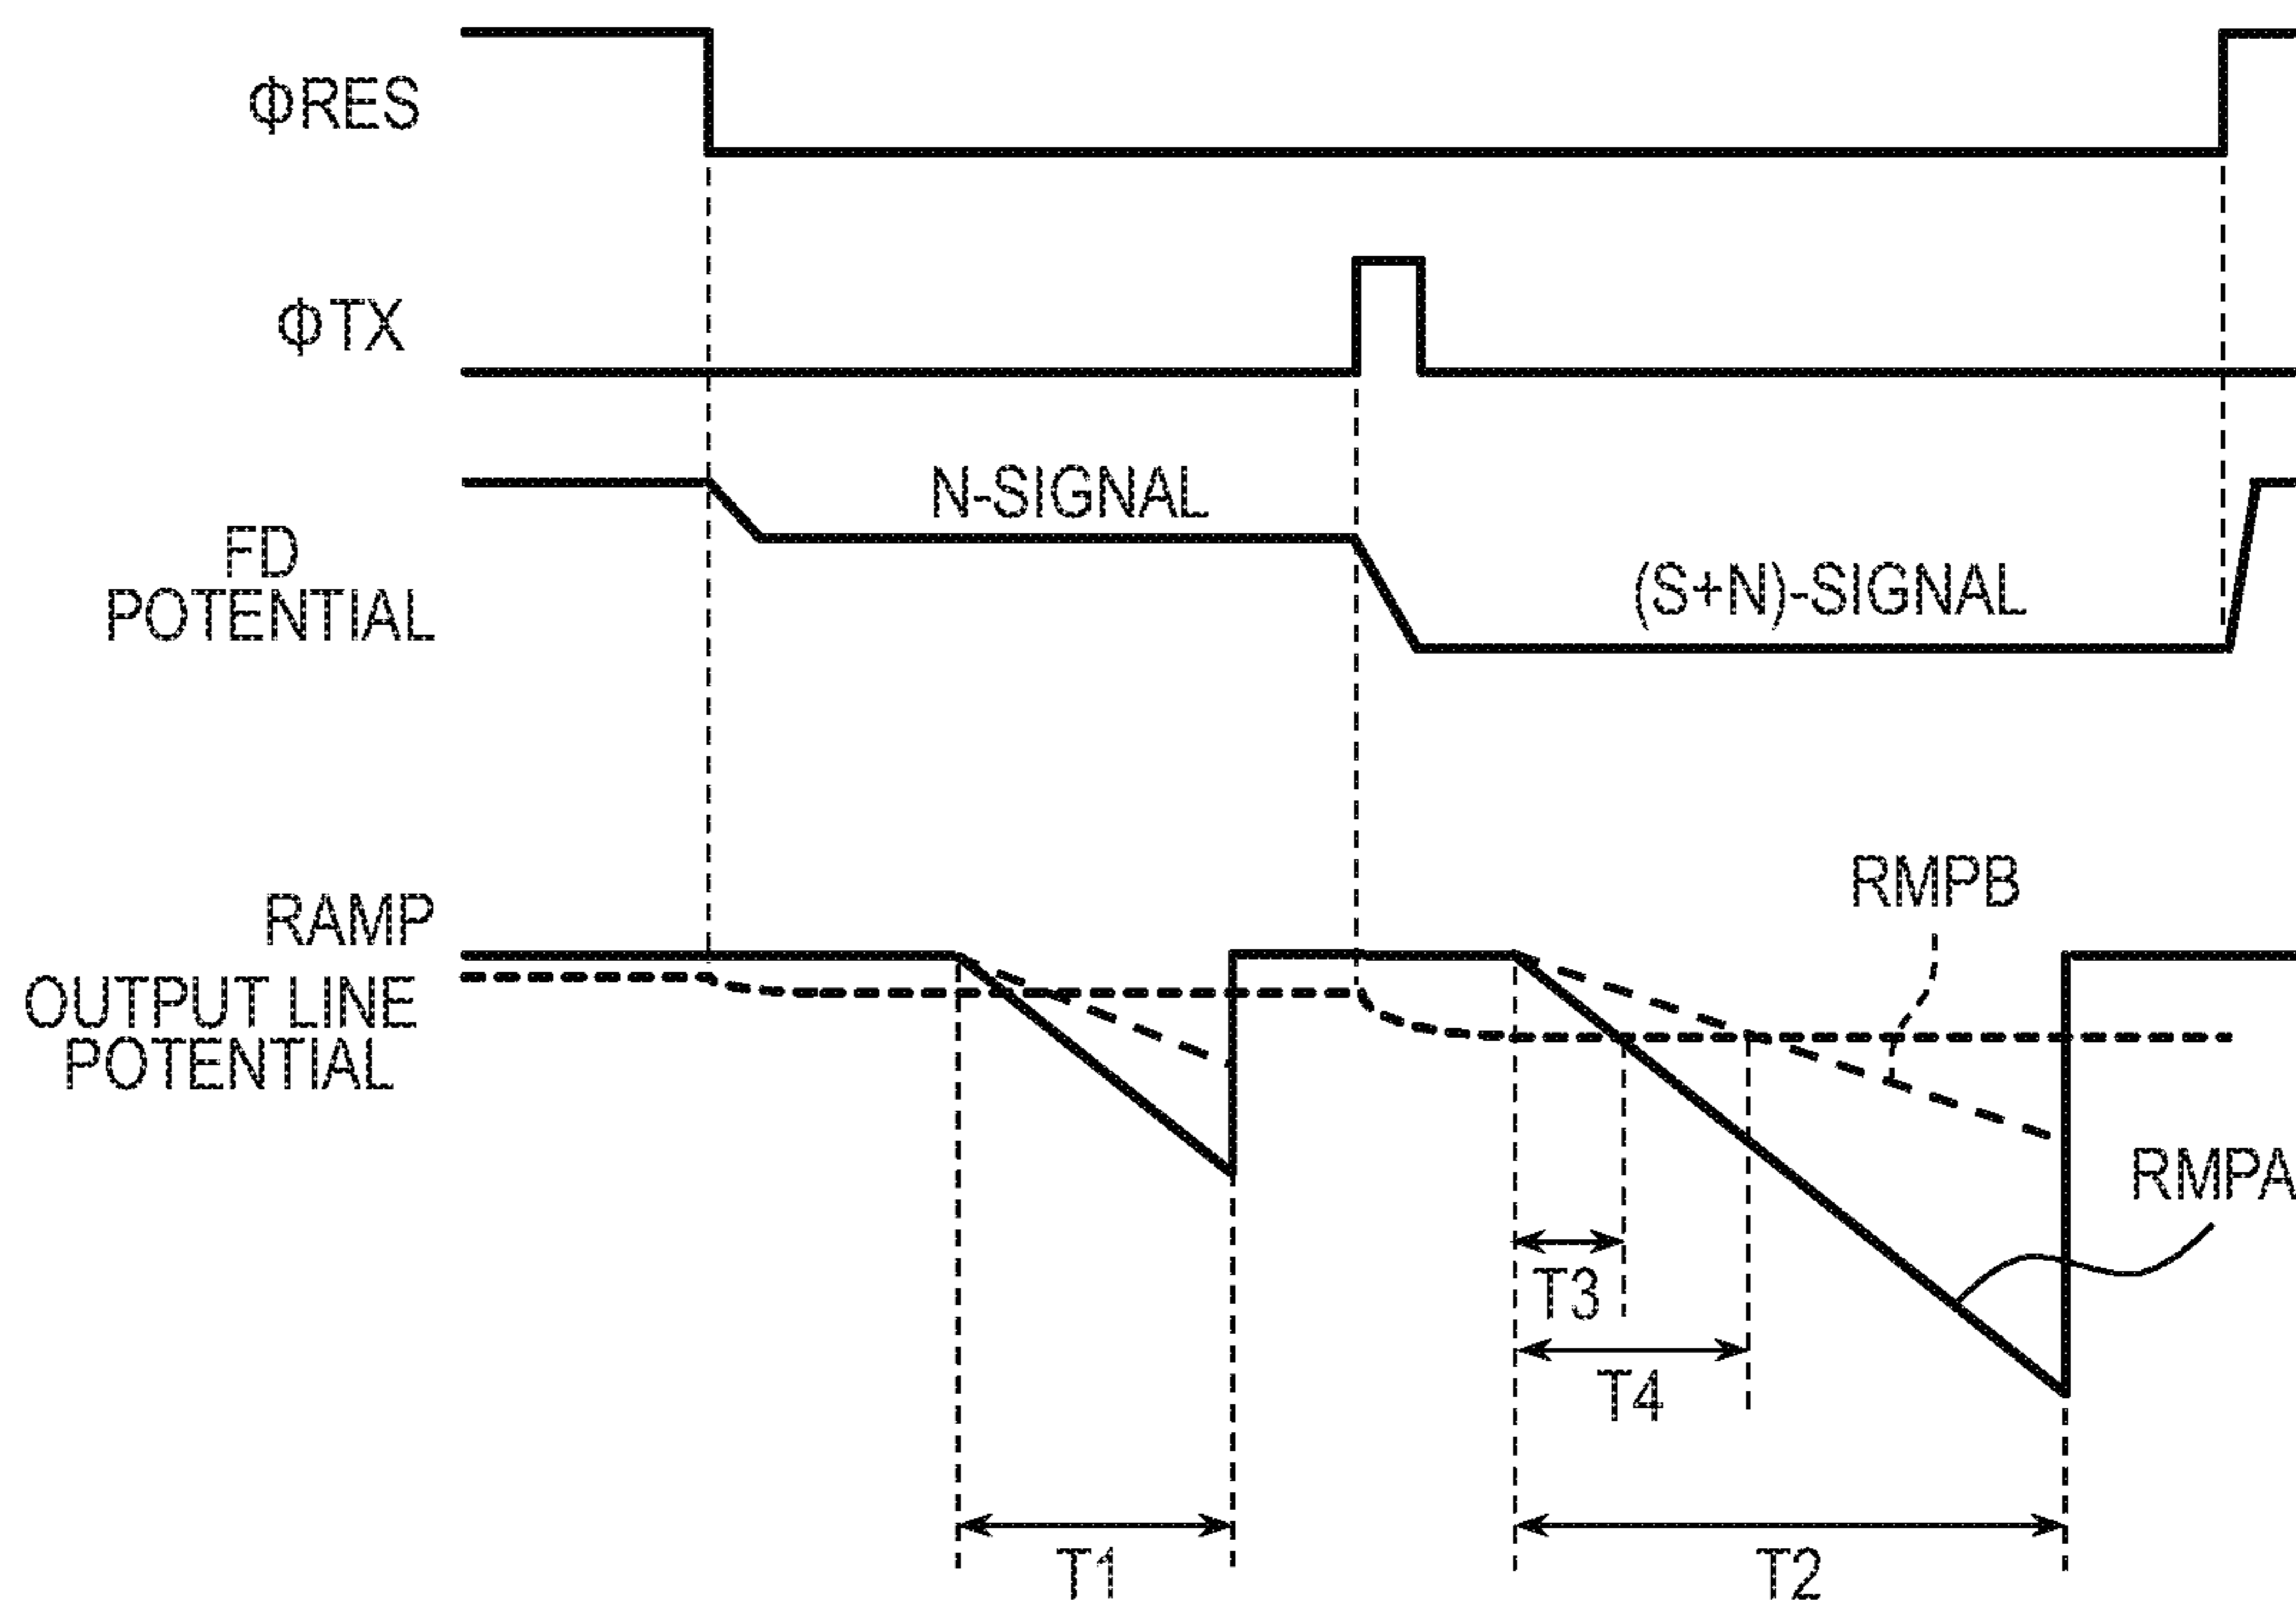 ΦRES
ΦTX
N-SIGNAL
FD
POTENTIAL
(S+N)-SIGNAL
RMPB
RAMP
OUTPUT LINE
POTENTIAL
RMPA
T3
T4
T1
T2